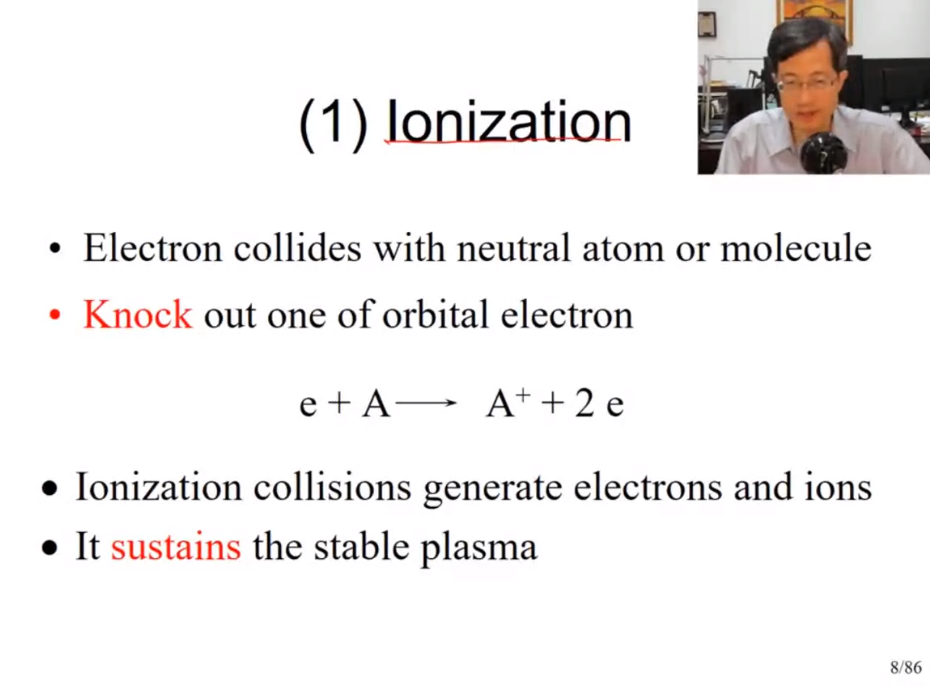 (1) Ionization
• Electron collides with neutral atom or molecule
• Knock out one of orbital electron
e + A ⟶ A⁺ + 2 e
● Ionization collisions generate electrons and ions
● It sustains the stable plasma
8/86